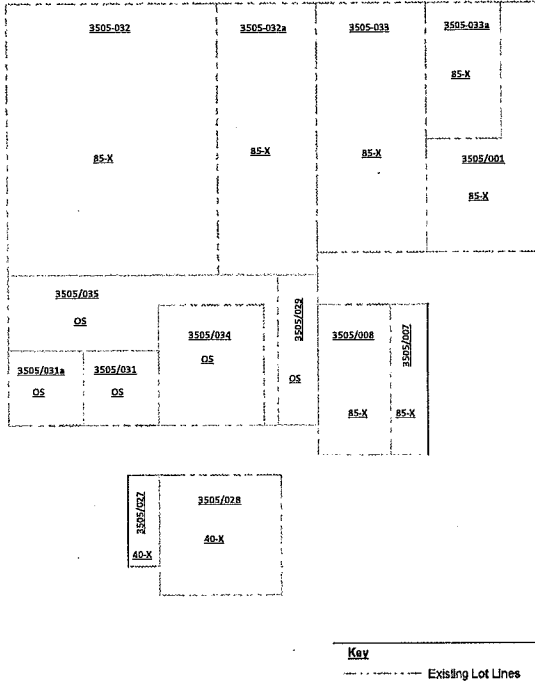 3505-032
3505-032a
3505-033
3505-033a
85-X
85-X
85-X
85-X
3505/001
85-X
3505/035
OS
3505/029
OS
3505/034
OS
3505/008
85-X
3505/007
85-X
3505/031a
OS
3505/031
OS
3505/027
40-X
3505/028
40-X
Key
Existing Lot Lines